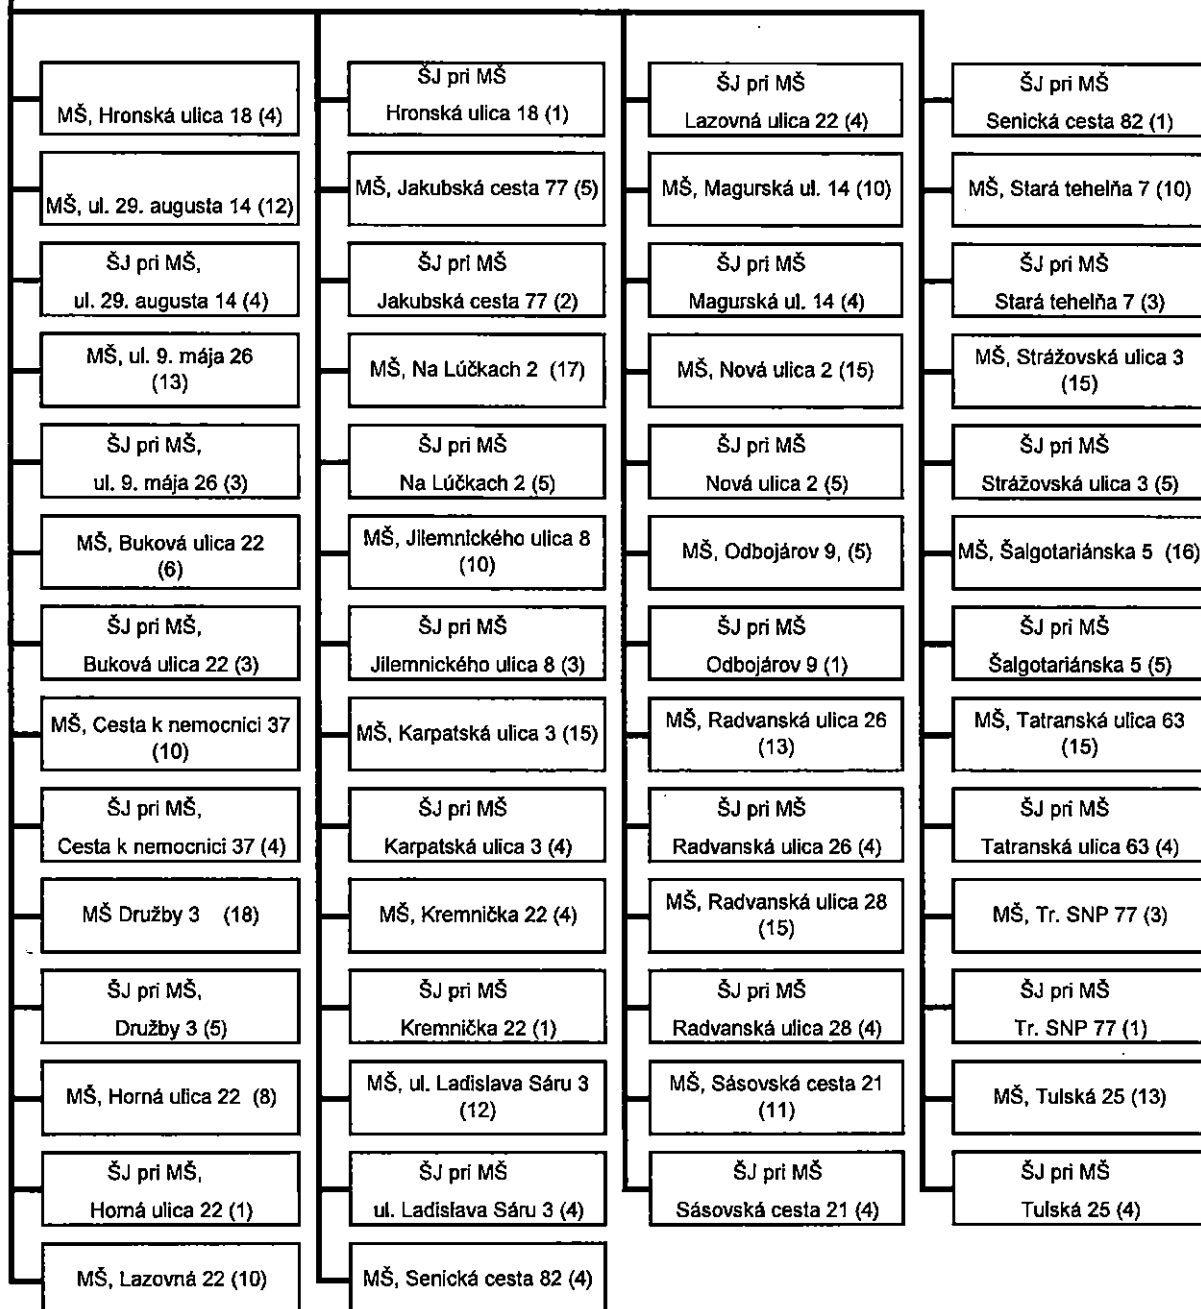 MŠ, Hronská ulica 18 (4)
MŠ, ul. 29. augusta 14 (12)
ŠJ pri MŠ,
ul. 29. augusta 14 (4)
MŠ, ul. 9. mája 26
(13)
ŠJ pri MŠ,
ul. 9. mája 26 (3)
MŠ, Buková ulica 22
(6)
ŠJ pri MŠ,
Buková ulica 22 (3)
MŠ, Cesta k nemocnici 37
(10)
ŠJ pri MŠ,
Cesta k nemocnici 37 (4)
MŠ Družby 3 (18)
ŠJ pri MŠ,
Družby 3 (5)
MŠ, Horná ulica 22 (8)
ŠJ pri MŠ,
Horná ulica 22 (1)
MŠ, Lazovná 22 (10)
ŠJ pri MŠ
Hronská ulica 18 (1)
MŠ, Jakubská cesta 77 (5)
ŠJ pri MŠ
Jakubská cesta 77 (2)
MŠ, Na Lúčkach 2 (17)
ŠJ pri MŠ
Na Lúčkach 2 (5)
MŠ, Jilemnického ulica 8
(10)
ŠJ pri MŠ
Jilemnického ulica 8 (3)
MŠ, Karpatská ulica 3 (15)
ŠJ pri MŠ
Karpatská ulica 3 (4)
MŠ, Kremnička 22 (4)
ŠJ pri MŠ
Kremnička 22 (1)
MŠ, ul. Ladislava Sáru 3
(12)
ŠJ pri MŠ
ul. Ladislava Sáru 3 (4)
MŠ, Senická cesta 82 (4)
ŠJ pri MŠ
Lazovná ulica 22 (4)
MŠ, Magurská ul. 14 (10)
ŠJ pri MŠ
Magurská ul. 14 (4)
MŠ, Nová ulica 2 (15)
ŠJ pri MŠ
Nová ulica 2 (5)
MŠ, Odbojárov 9, (5)
ŠJ pri MŠ
Odbojárov 9 (1)
MŠ, Radvanská ulica 26
(13)
ŠJ pri MŠ
Radvanská ulica 26 (4)
MŠ, Radvanská ulica 28
(15)
ŠJ pri MŠ
Radvanská ulica 28 (4)
MŠ, Sásovská cesta 21
(11)
ŠJ pri MŠ
Sásovská cesta 21 (4)
ŠJ pri MŠ
Senická cesta 82 (1)
MŠ, Stará tehelňa 7 (10)
ŠJ pri MŠ
Stará tehelňa 7 (3)
MŠ, Strážovská ulica 3
(15)
ŠJ pri MŠ
Strážovská ulica 3 (5)
MŠ, Šalgotariánska 5 (16)
ŠJ pri MŠ
Šalgotariánska 5 (5)
MŠ, Tatranská ulica 63
(15)
ŠJ pri MŠ
Tatranská ulica 63 (4)
MŠ, Tr. SNP 77 (3)
ŠJ pri MŠ
Tr. SNP 77 (1)
MŠ, Tulská 25 (13)
ŠJ pri MŠ
Tulská 25 (4)